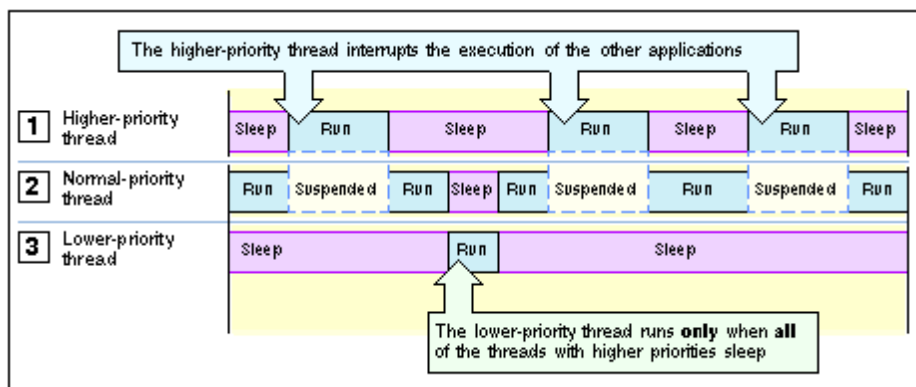 The higher-priority thread interrupts the execution of the other applications
1 Higher-priority
thread
Sleep Run Sleep Run Sleep Run Sleep
2 Normal-priority
thread
Run Suspended Run Sleep Run Suspended Run Suspended Run
3 Lower-priority
thread
Sleep Run Sleep
The lower-priority thread runs only when all
of the threads with higher priorities sleep